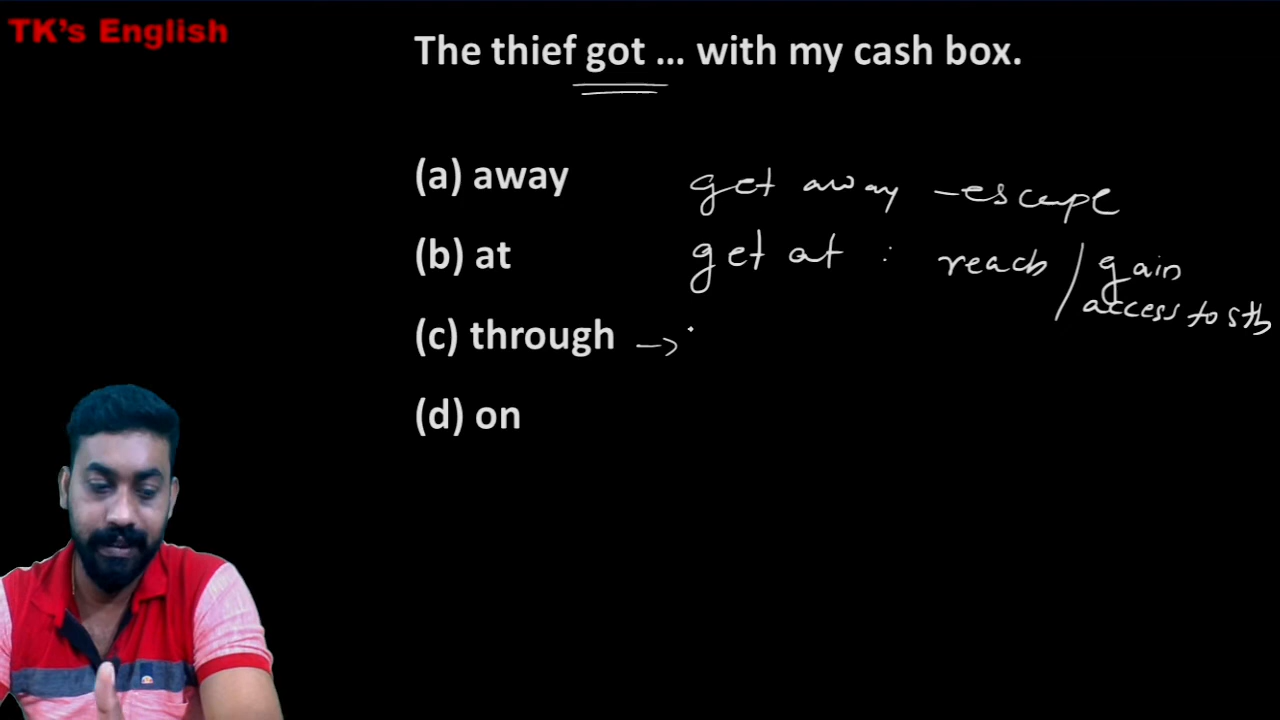 TK's English
The thief got ... with my cash box.
(a) away get away - escape
(b) at get at : reach / gain
access to sth
(c) through →
(d) on